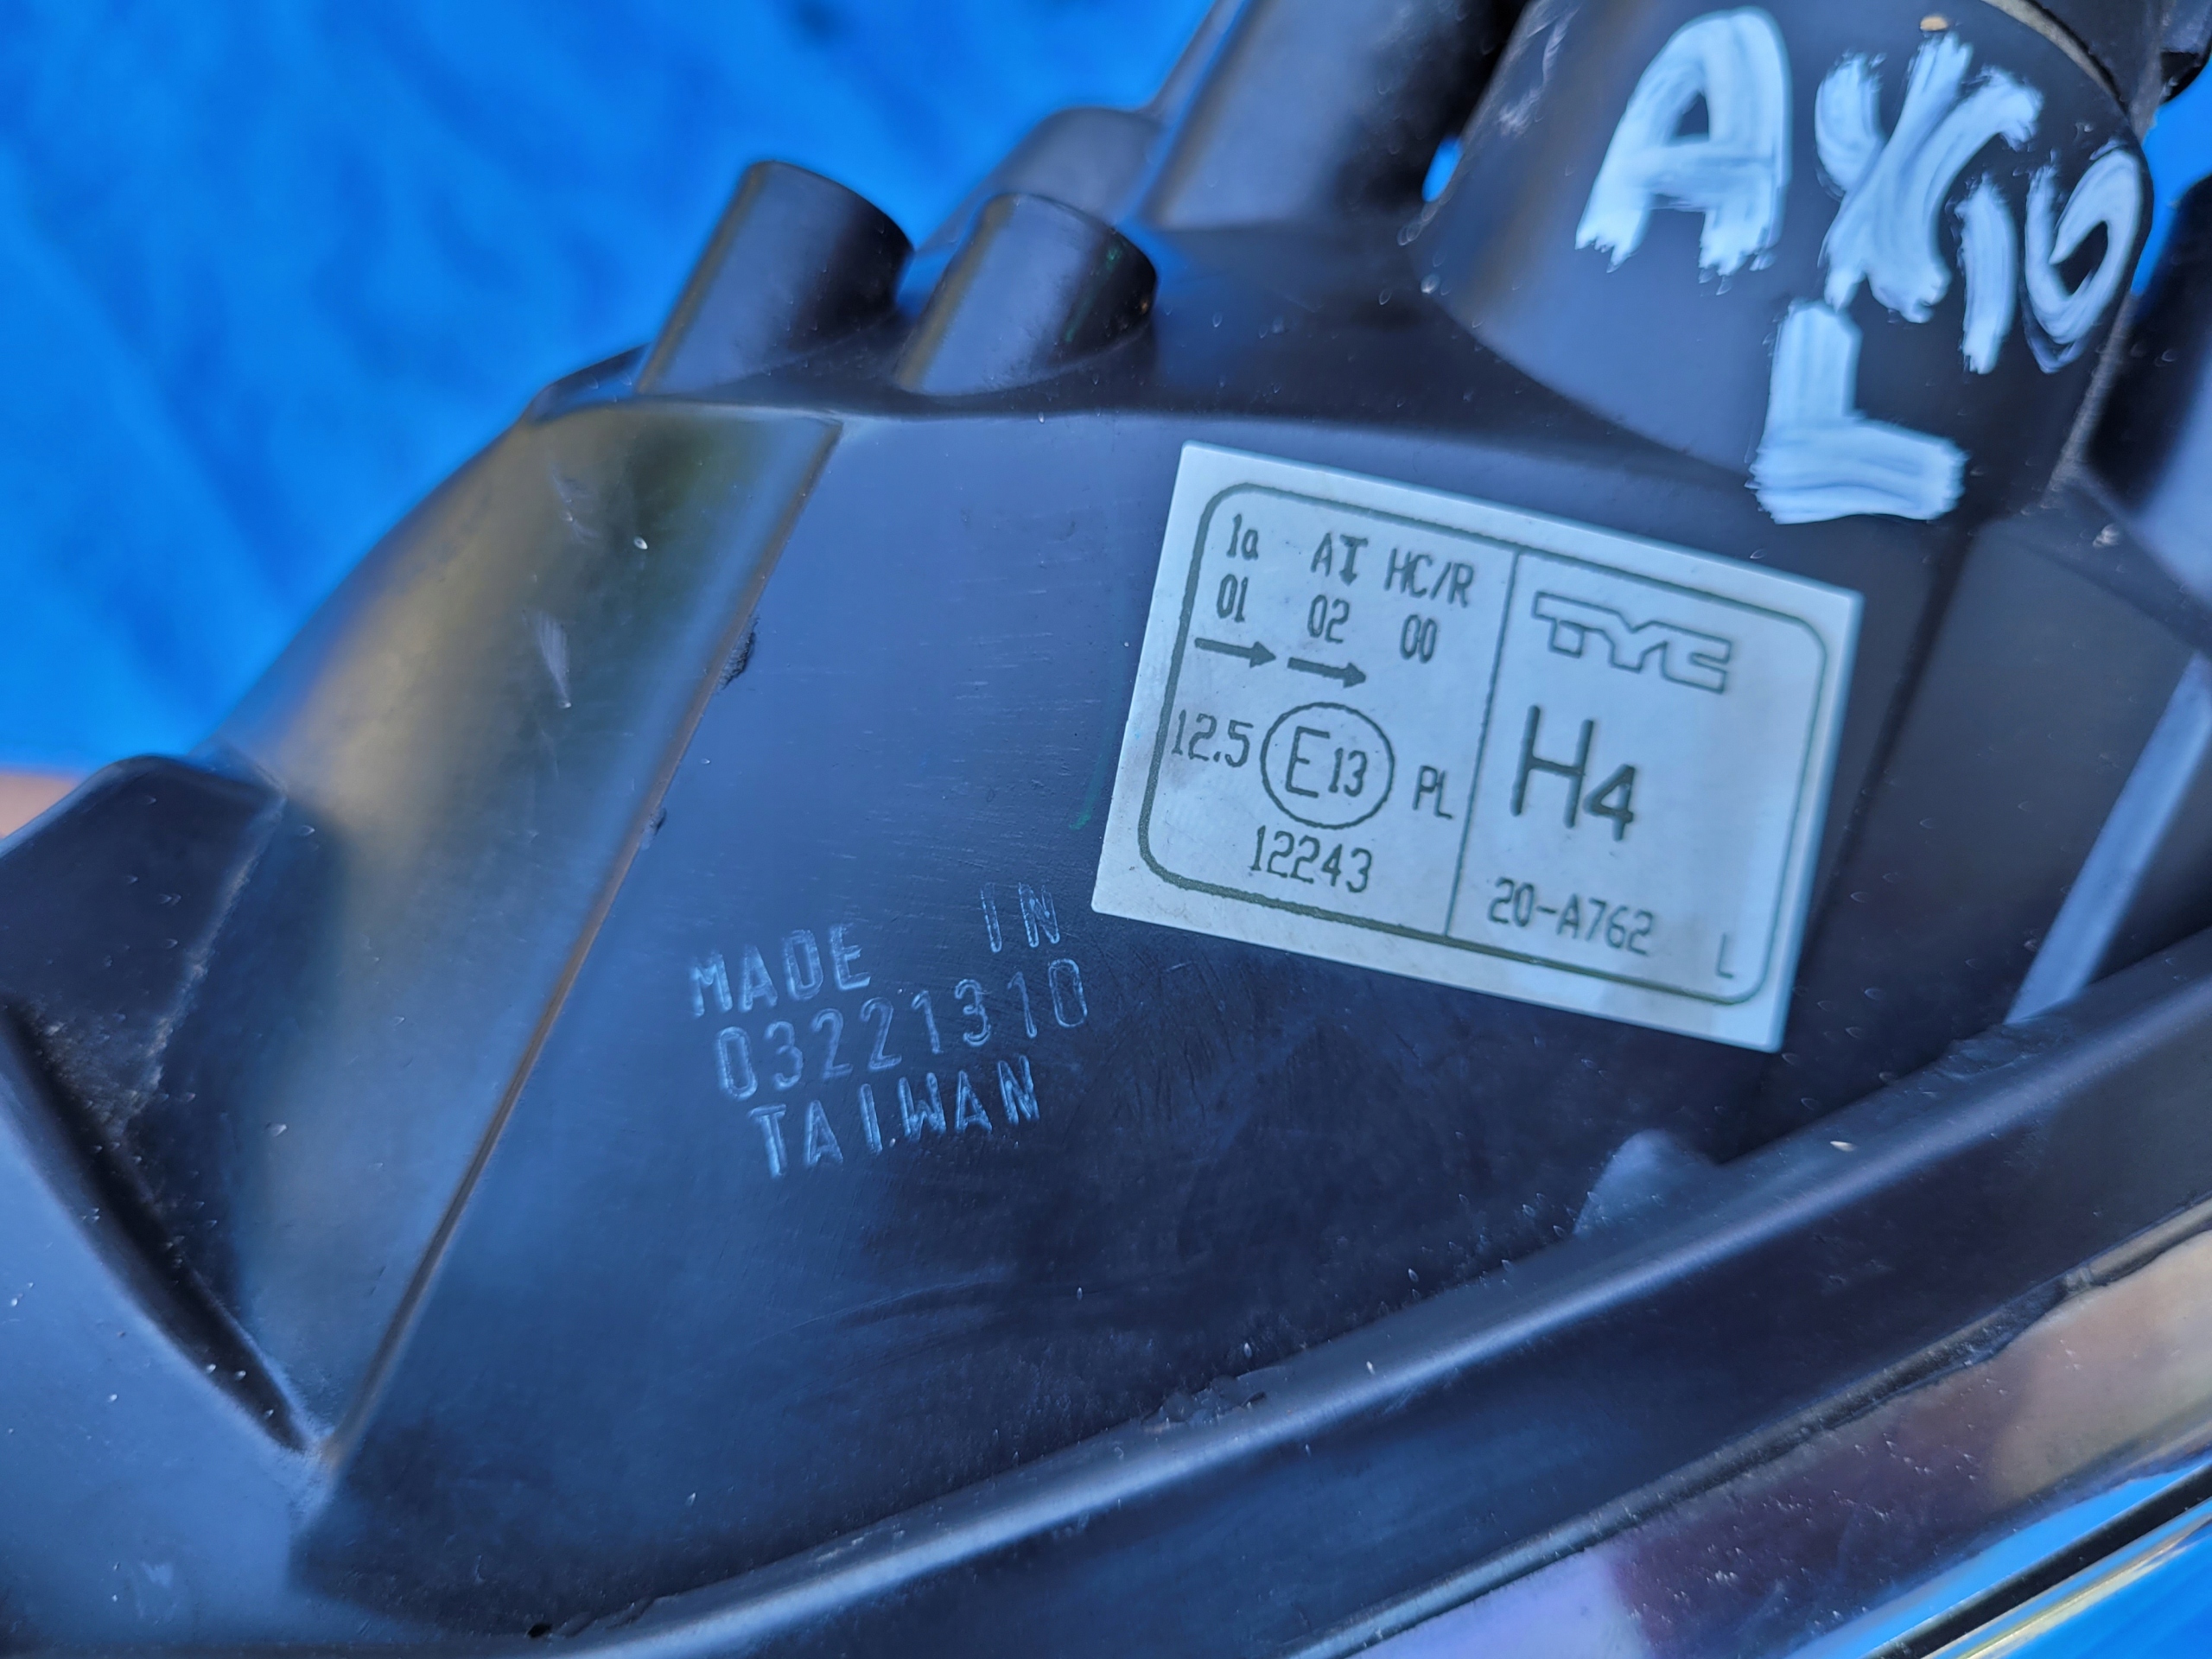 AXIO
L
1a AI HC/R
01 02 00
→ →
12.5 E13 PL
12243
TYC
H4
20-A762 L
MADE IN
03221310
TAIWAN